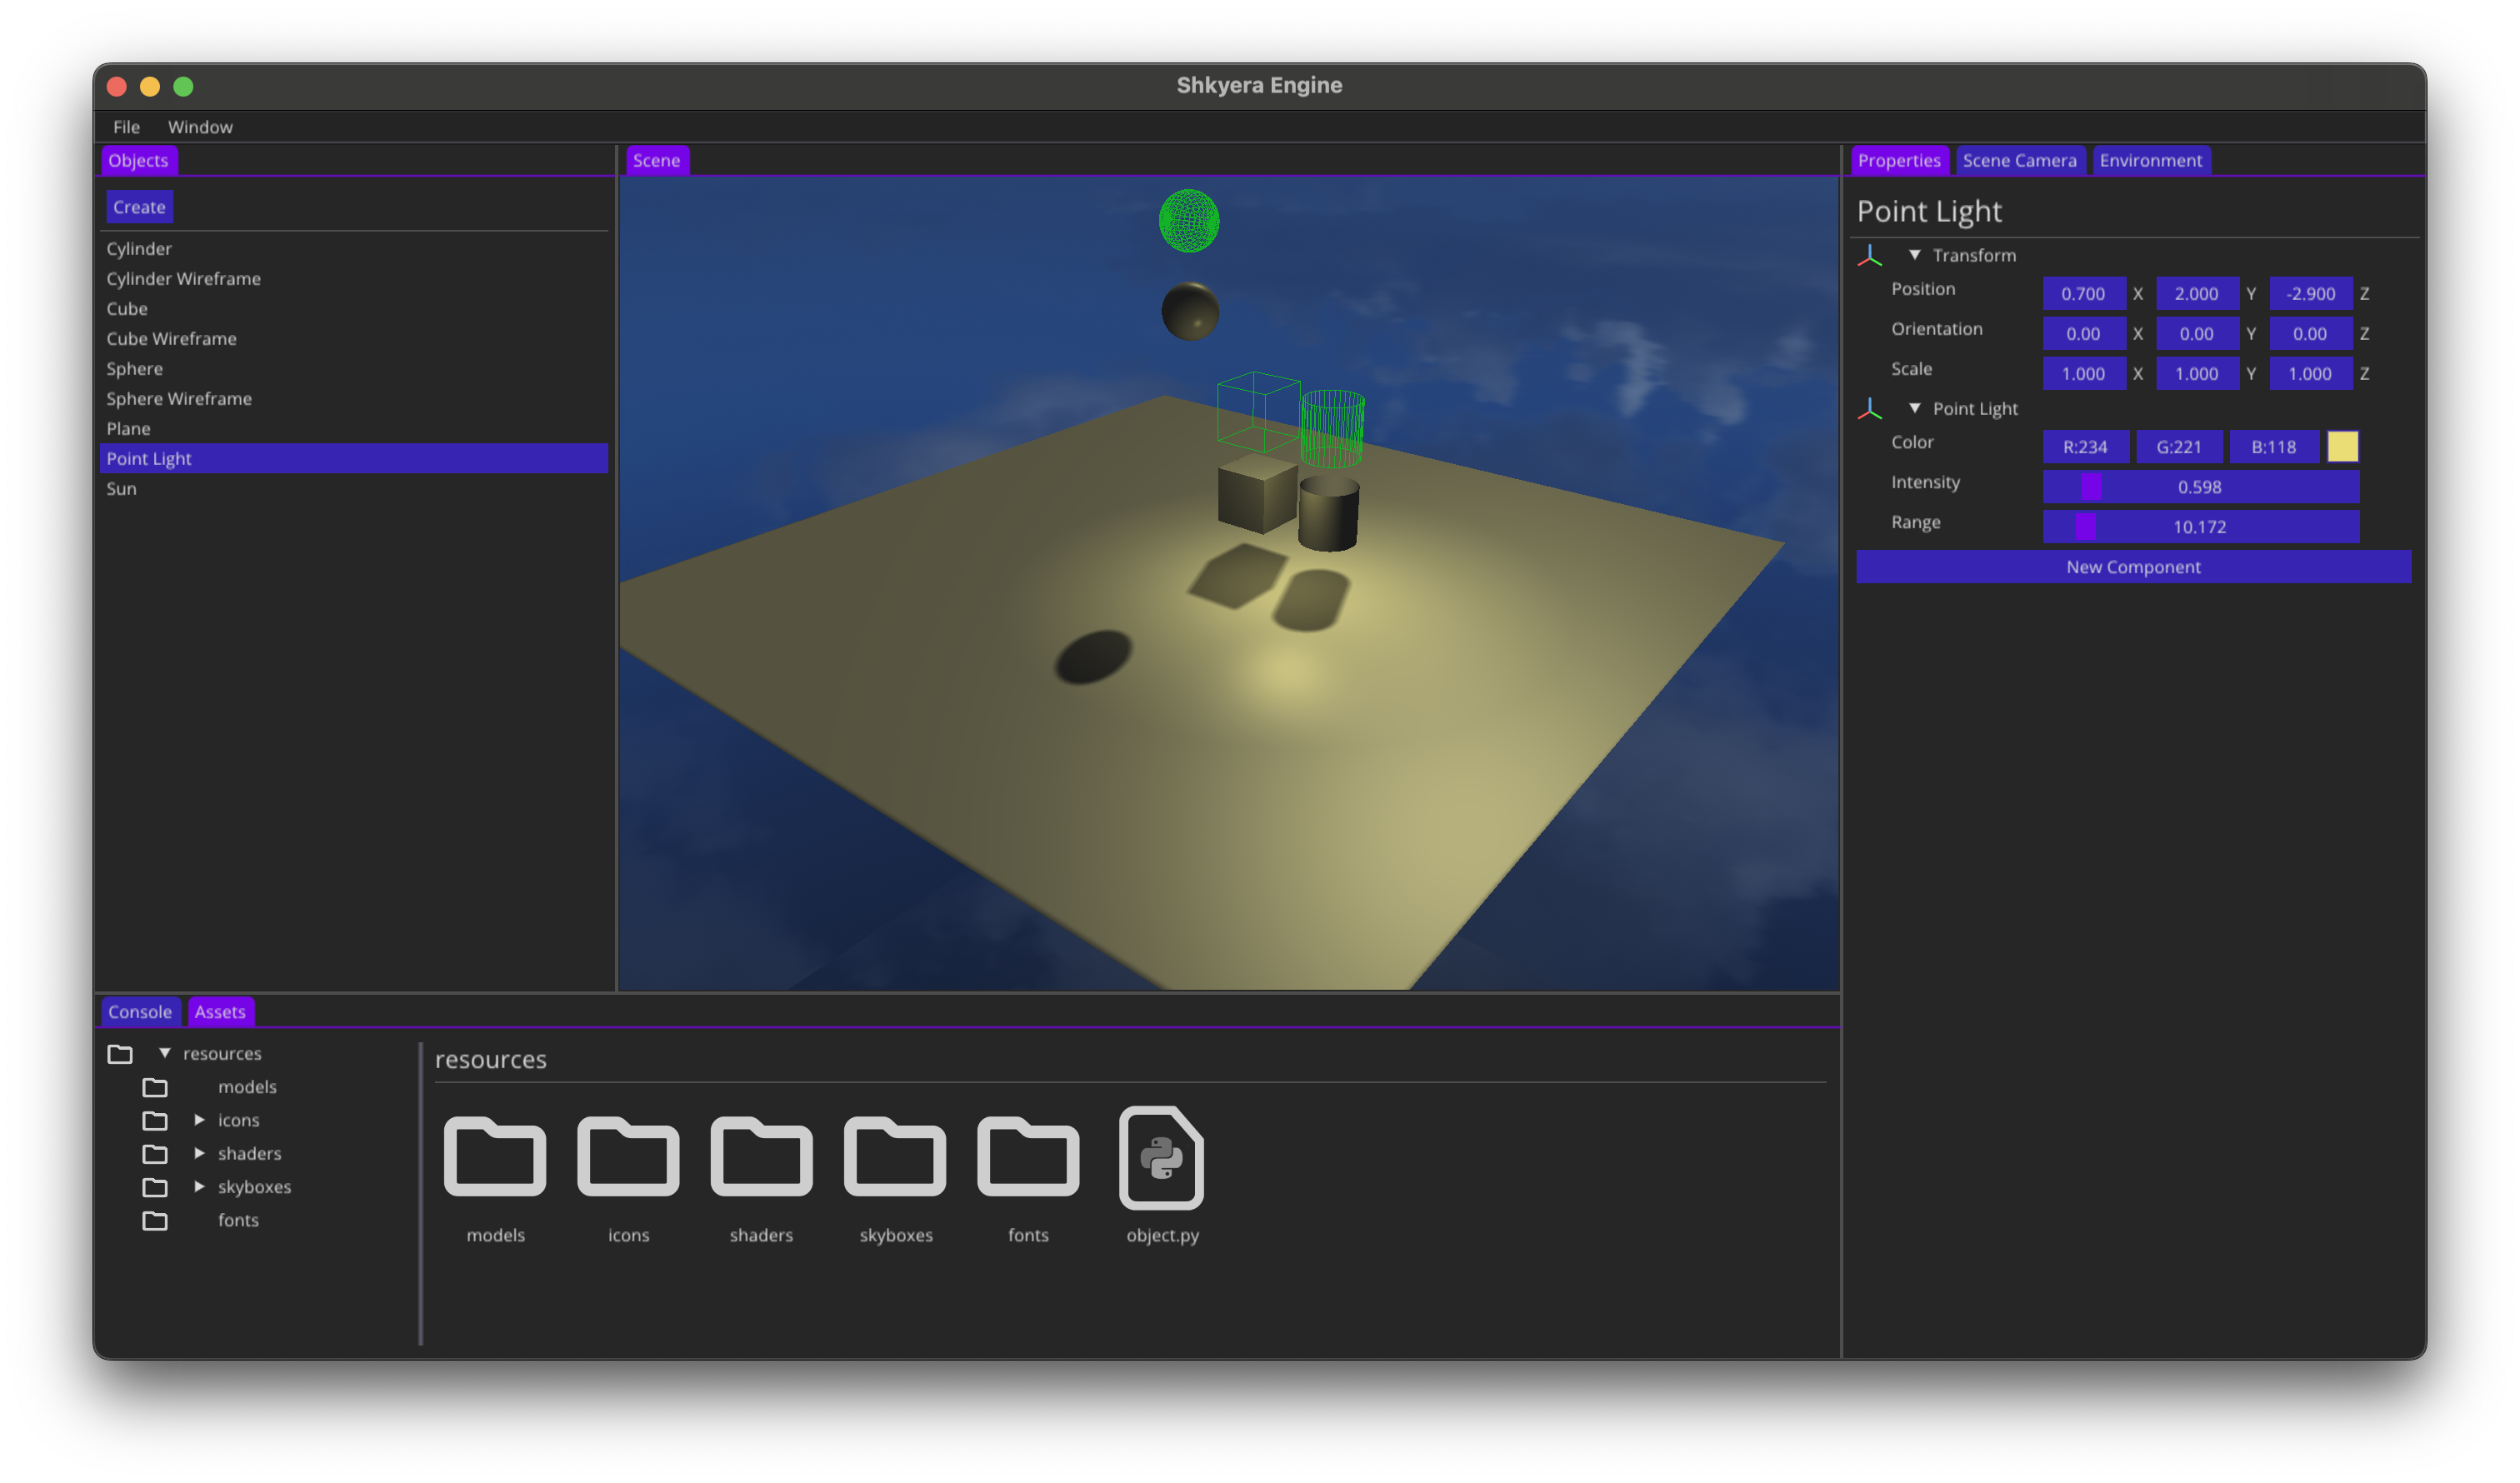 Shkyera Engine
File Window
Objects
Create
Cylinder
Cylinder Wireframe
Cube
Cube Wireframe
Sphere
Sphere Wireframe
Plane
Point Light
Sun
Scene
Properties Scene Camera Environment
Point Light
Transform
Position 0.700 X 2.000 Y -2.900 Z
Orientation 0.00 X 0.00 Y 0.00 Z
Scale 1.000 X 1.000 Y 1.000 Z
Point Light
Color R:234 G:221 B:118
Intensity 0.598
Range 10.172
New Component
Console Assets
resources
models
icons
shaders
skyboxes
fonts
resources
models icons shaders skyboxes fonts object.py